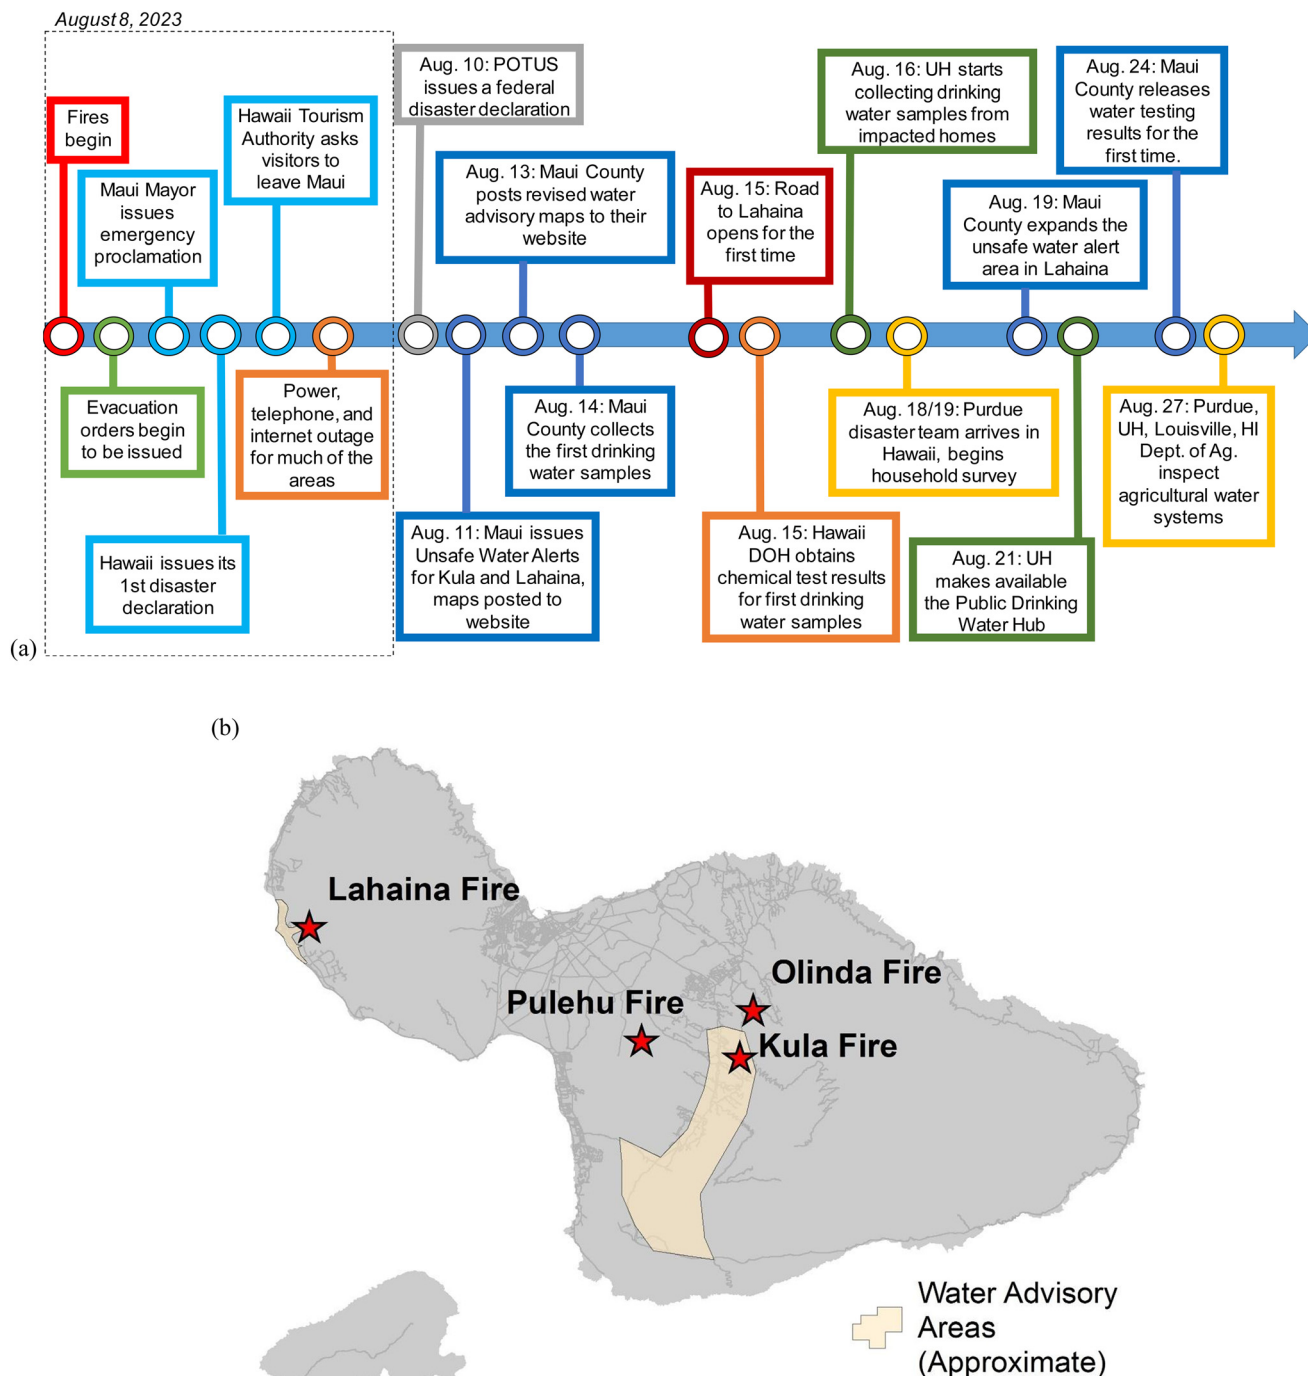 August 8, 2023
Fires
begin
Maui Mayor
issues
emergency
proclamation
Hawaii Tourism
Authority asks
visitors to
leave Maui
Aug. 10: POTUS
issues a federal
disaster declaration
Aug. 13: Maui County
posts revised water
advisory maps to their
website
Aug. 15: Road
to Lahaina
opens for the
first time
Aug. 16: UH starts
collecting drinking
water samples from
impacted homes
Aug. 19: Maui
County expands the
unsafe water alert
area in Lahaina
Aug. 24: Maui
County releases
water testing
results for the
first time.
Evacuation
orders begin
to be issued
Hawaii issues its
1st disaster
declaration
Power,
telephone, and
internet outage
for much of the
areas
Aug. 11: Maui issues
Unsafe Water Alerts
for Kula and Lahaina,
maps posted to
website
Aug. 14: Maui
County collects
the first drinking
water samples
Aug. 15: Hawaii
DOH obtains
chemical test results
for first drinking
water samples
Aug. 18/19: Purdue
disaster team arrives in
Hawaii, begins
household survey
Aug. 21: UH
makes available
the Public Drinking
Water Hub
Aug. 27: Purdue,
UH, Louisville, HI
Dept. of Ag.
inspect
agricultural water
systems
(a)
(b)
Lahaina Fire
Olinda Fire
Pulehu Fire
Kula Fire
Water Advisory
Areas
(Approximate)